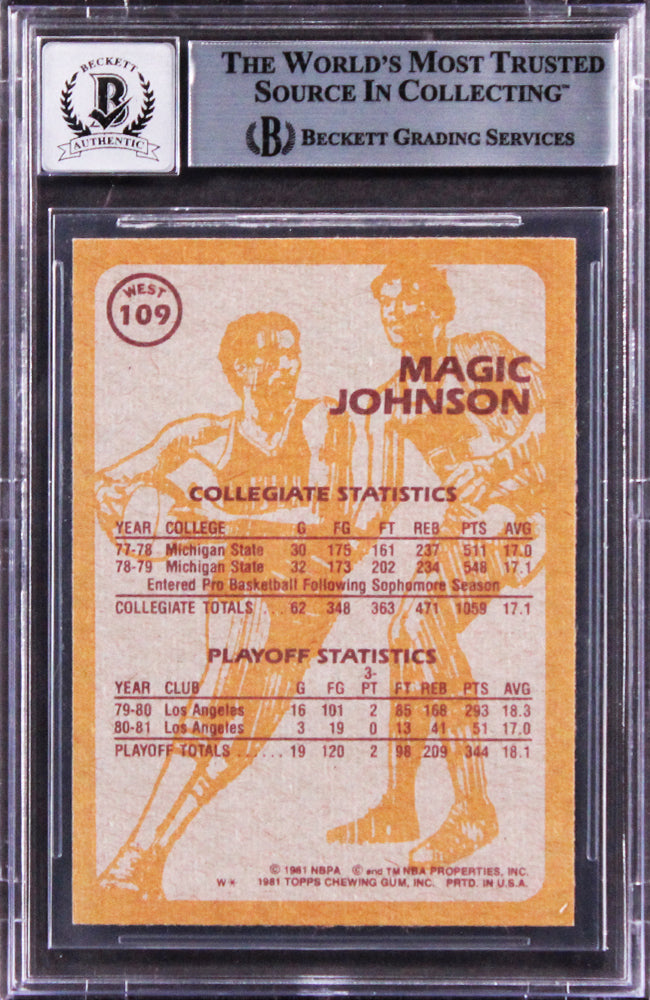 BECKETT
B
AUTHENTIC
THE WORLD'S MOST TRUSTED
SOURCE IN COLLECTING™
B BECKETT GRADING SERVICES
WEST
109
MAGIC
JOHNSON
COLLEGIATE STATISTICS
YEAR COLLEGE G FG FT REB PTS AVG
77-78 Michigan State 30 175 161 237 511 17.0
78-79 Michigan State 32 173 202 234 548 17.1
Entered Pro Basketball Following Sophomore Season
COLLEGIATE TOTALS ... 62 348 363 471 1059 17.1
PLAYOFF STATISTICS
3-
YEAR CLUB G FG PT FT REB PTS AVG
79-80 Los Angeles 16 101 2 85 168 293 18.3
80-81 Los Angeles 3 19 0 13 41 51 17.0
PLAYOFF TOTALS ....... 19 120 2 98 209 344 18.1
© 1981 NBPA © and TM NBA PROPERTIES, INC.
W* 1981 TOPPS CHEWING GUM, INC. PRTD. IN U.S.A.